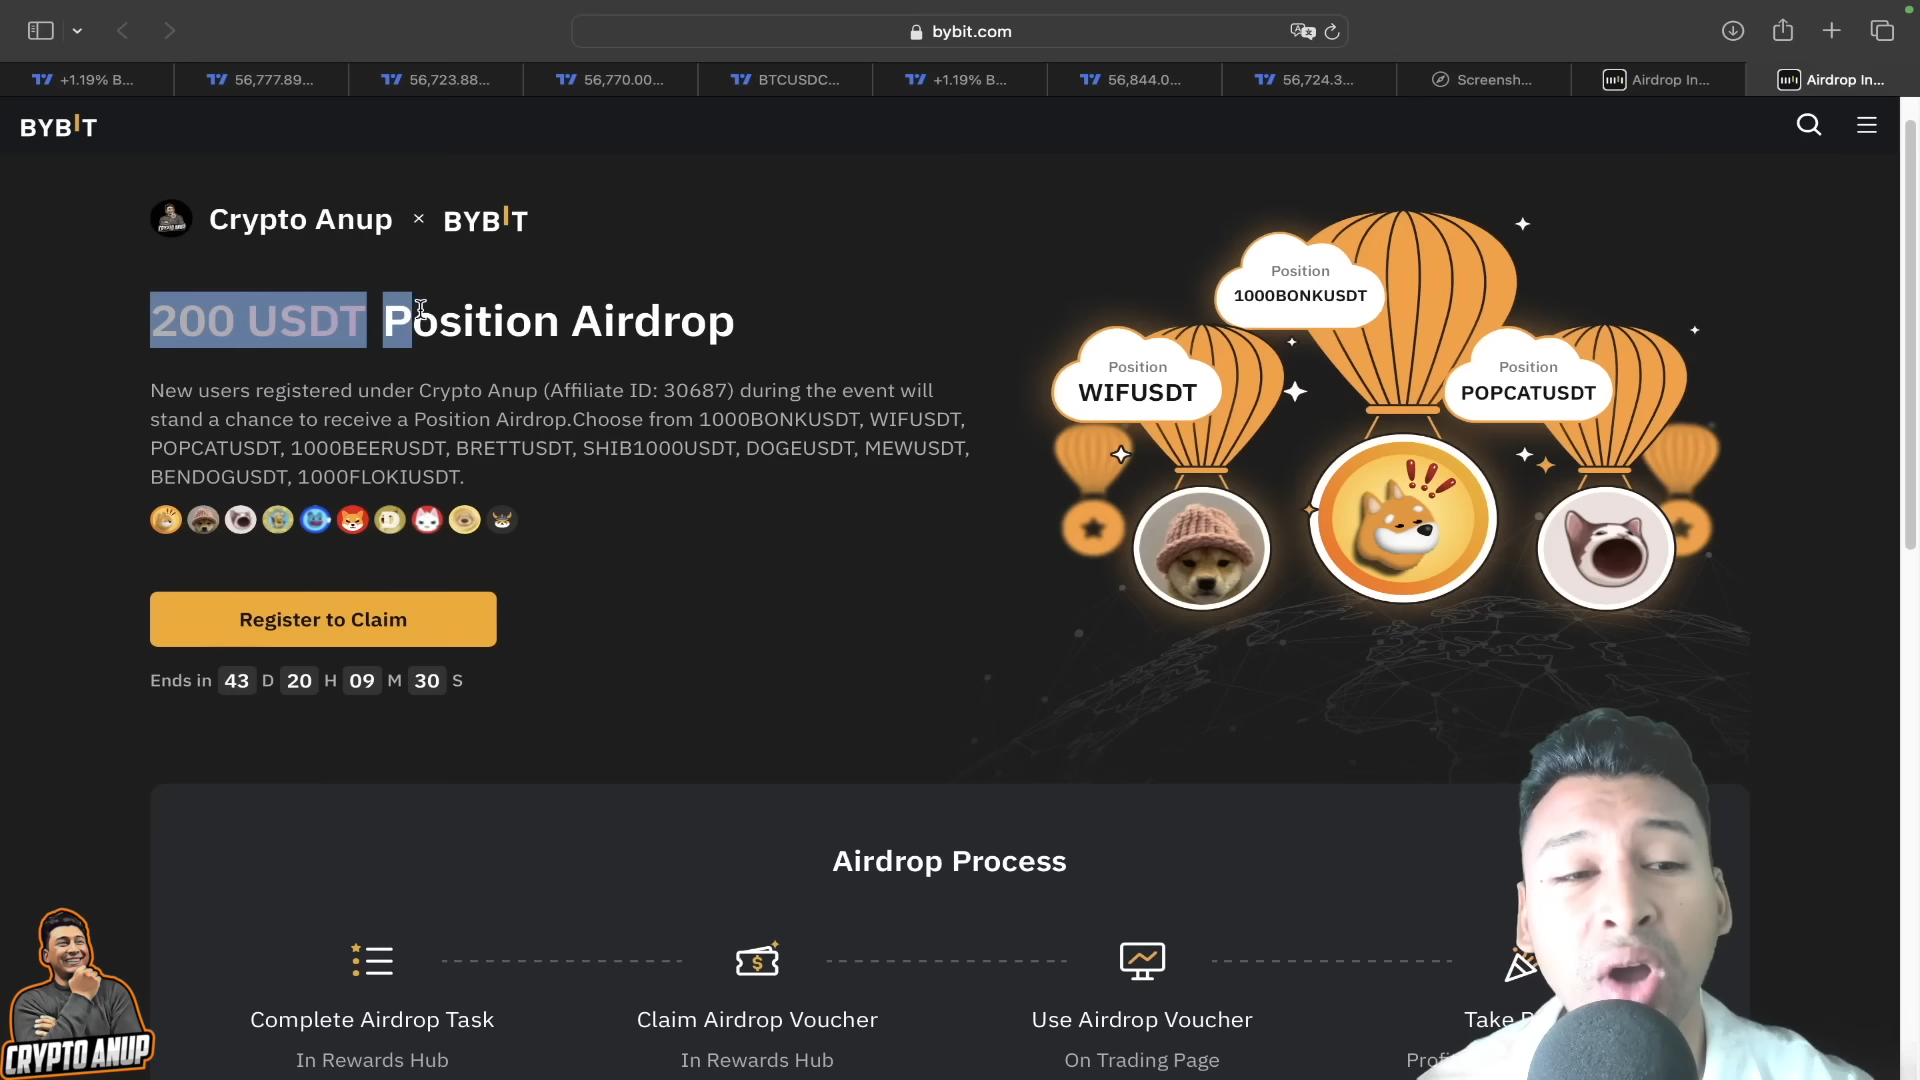 bybit.com
+1.19% B...
56,777.89...
56,723.88...
56,770.00...
BTCUSDC...
+1.19% B...
56,844.0...
56,724.3...
Screensh...
Airdrop In...
Airdrop In...
BYBIT
Crypto Anup × BYBIT
200 USDT Position Airdrop
New users registered under Crypto Anup (Affiliate ID: 30687) during the event will
stand a chance to receive a Position Airdrop.Choose from 1000BONKUSDT, WIFUSDT,
POPCATUSDT, 1000BEERUSDT, BRETTUSDT, SHIB1000USDT, DOGEUSDT, MEWUSDT,
BENDOGUSDT, 1000FLOKIUSDT.
Register to Claim
Ends in 43 D 20 H 09 M 30 S
Position
1000BONKUSDT
Position
WIFUSDT
Position
POPCATUSDT
Airdrop Process
Complete Airdrop Task
In Rewards Hub
Claim Airdrop Voucher
In Rewards Hub
Use Airdrop Voucher
On Trading Page
Take
CRYPTO ANUP